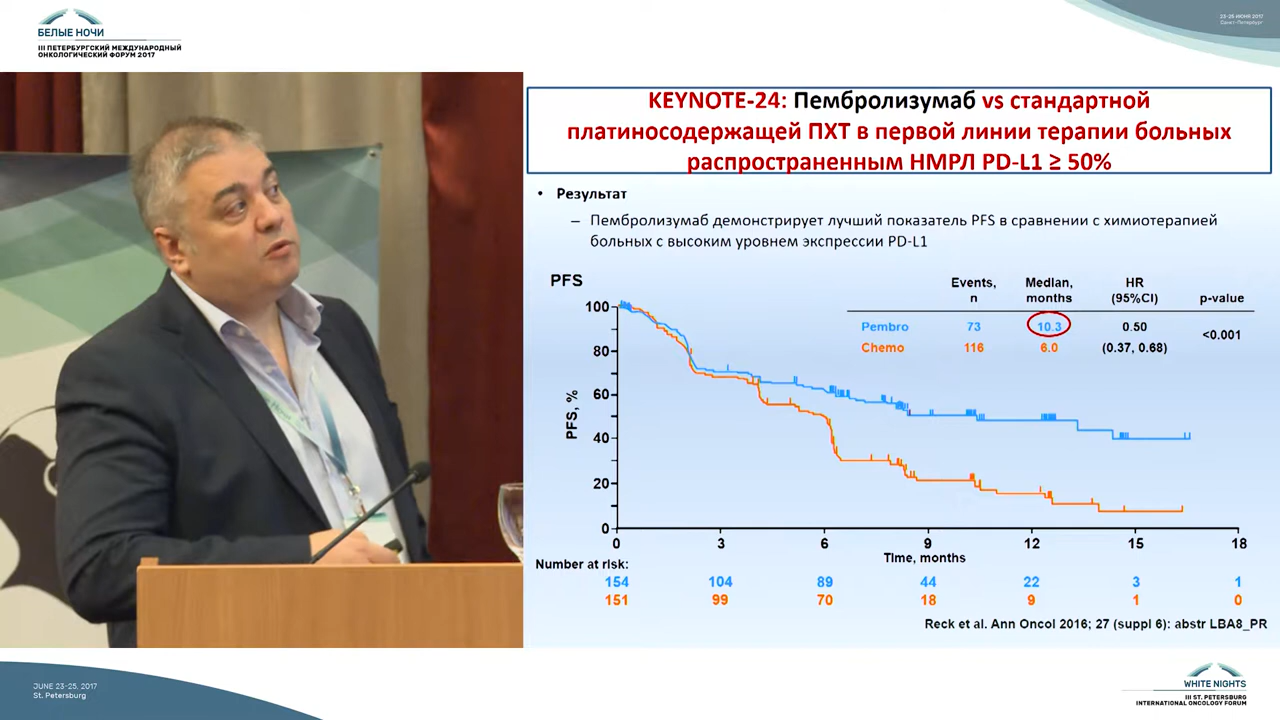 БЕЛЫЕ НОЧИ
III ПЕТЕРБУРГСКИЙ МЕЖДУНАРОДНЫЙ
ОНКОЛОГИЧЕСКИЙ ФОРУМ 2017
23-25 ИЮНЯ 2017
Санкт-Петербург
KEYNOTE-24: Пембролизумаб vs стандартной
платиносодержащей ПХТ в первой линии терапии больных
распространенным НМРЛ PD-L1 ≥ 50%
• Результат
– Пембролизумаб демонстрирует лучший показатель PFS в сравнении с химиотерапией
больных с высоким уровнем экспрессии PD-L1
PFS
Events, n Median, months HR (95%CI) p-value
Pembro 73 10.3 0.50 <0.001
Chemo 116 6.0 (0.37, 0.68)
PFS, %
100
80
60
40
20
0
0 3 6 9 12 15 18
Time, months
Number at risk:
154 104 89 44 22 3 1
151 99 70 18 9 1 0
Reck et al. Ann Oncol 2016; 27 (suppl 6): abstr LBA8_PR
JUNE 23-25, 2017
St. Petersburg
WHITE NIGHTS
III ST. PETERSBURG
INTERNATIONAL ONCOLOGY FORUM